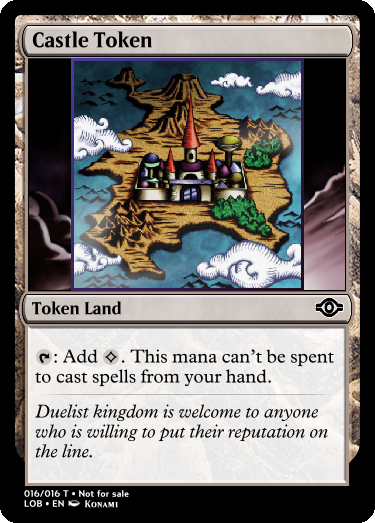 Castle Token
Token Land
: Add . This mana can't be spent
to cast spells from your hand.
Duelist kingdom is welcome to anyone
who is willing to put their reputation on
the line.
016/016 T • Not for sale
LOB • EN Konami